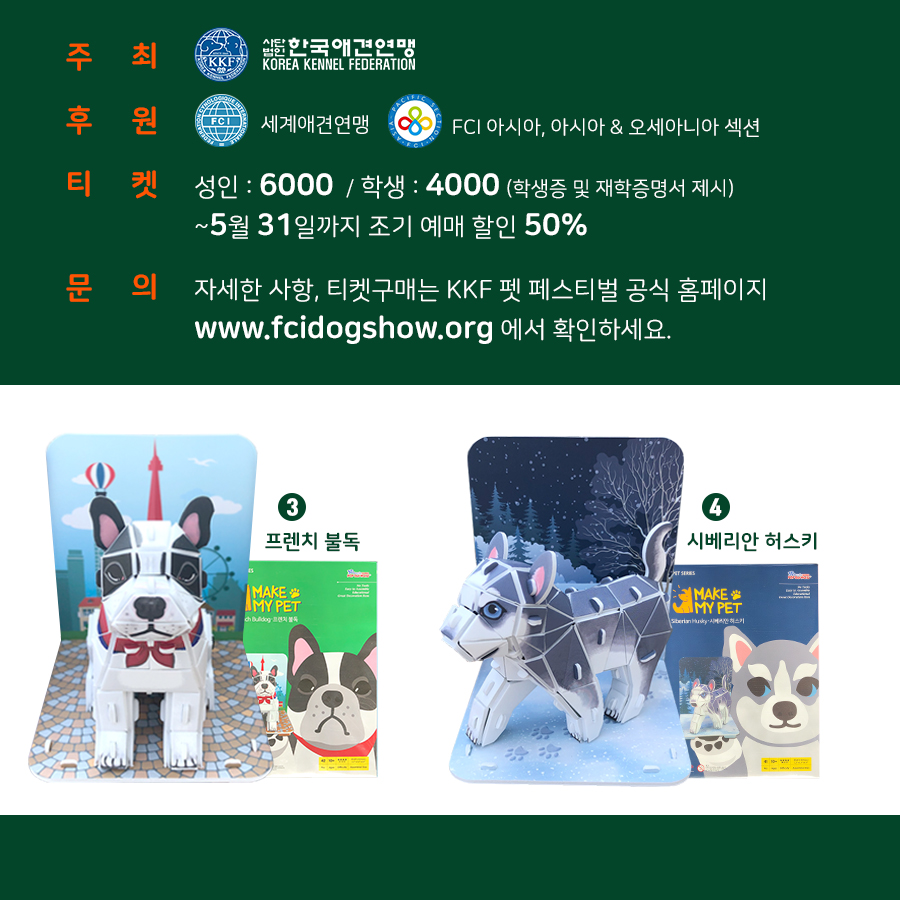 주 최
KKF
사단법인 한국애견연맹
KOREA KENNEL FEDERATION
후 원
FCI
세계애견연맹
FCI 아시아, 아시아 & 오세아니아 섹션
티 켓
성인 : 6000 / 학생 : 4000 (학생증 및 재학증명서 제시)
~5월 31일까지 조기 예매 할인 50%
문 의
자세한 사항, 티켓구매는 KKF 펫 페스티벌 공식 홈페이지
www.fcidogshow.org 에서 확인하세요.
3
프렌치 불독
MAKE
MY PET
Bulldog·프렌치 불독
4
시베리안 허스키
PET SERIES
MAKE
MY PET
Siberian Husky·시베리안 허스키